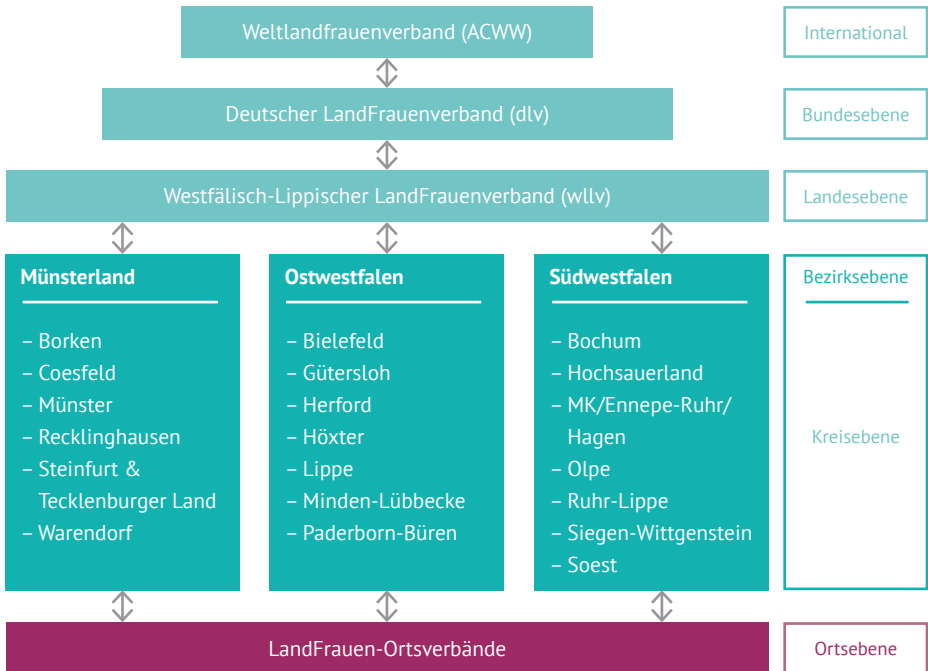 Weltlandfrauenverband (ACWW)
International
Deutscher LandFrauenverband (dlv)
Bundesebene
Westfälisch-Lippischer LandFrauenverband (wllv)
Landesebene
Münsterland
– Borken
– Coesfeld
– Münster
– Recklinghausen
– Steinfurt &
Tecklenburger Land
– Warendorf
Ostwestfalen
– Bielefeld
– Gütersloh
– Herford
– Höxter
– Lippe
– Minden-Lübbecke
– Paderborn-Büren
Südwestfalen
– Bochum
– Hochsauerland
– MK/Ennepe-Ruhr/
Hagen
– Olpe
– Ruhr-Lippe
– Siegen-Wittgenstein
– Soest
Bezirksebene
Kreisebene
LandFrauen-Ortsverbände
Ortsebene